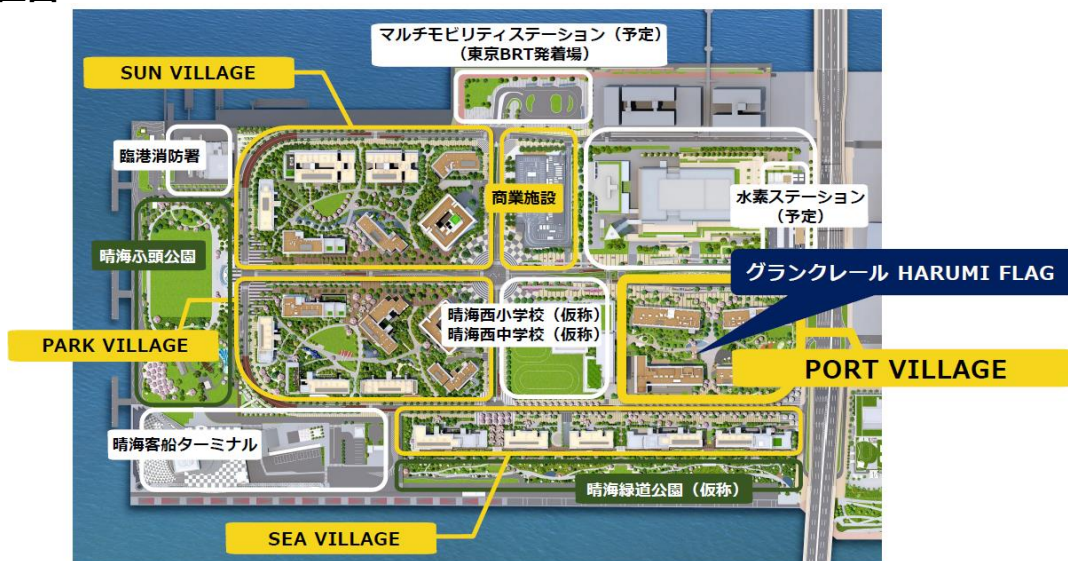 マルチモビリティステーション（予定）
（東京BRT発着場）
SUN VILLAGE
臨港消防署
商業施設
水素ステーション
（予定）
晴海ふ頭公園
グランクレール HARUMI FLAG
晴海西小学校（仮称）
晴海西中学校（仮称）
PARK VILLAGE
PORT VILLAGE
晴海客船ターミナル
晴海緑道公園（仮称）
SEA VILLAGE